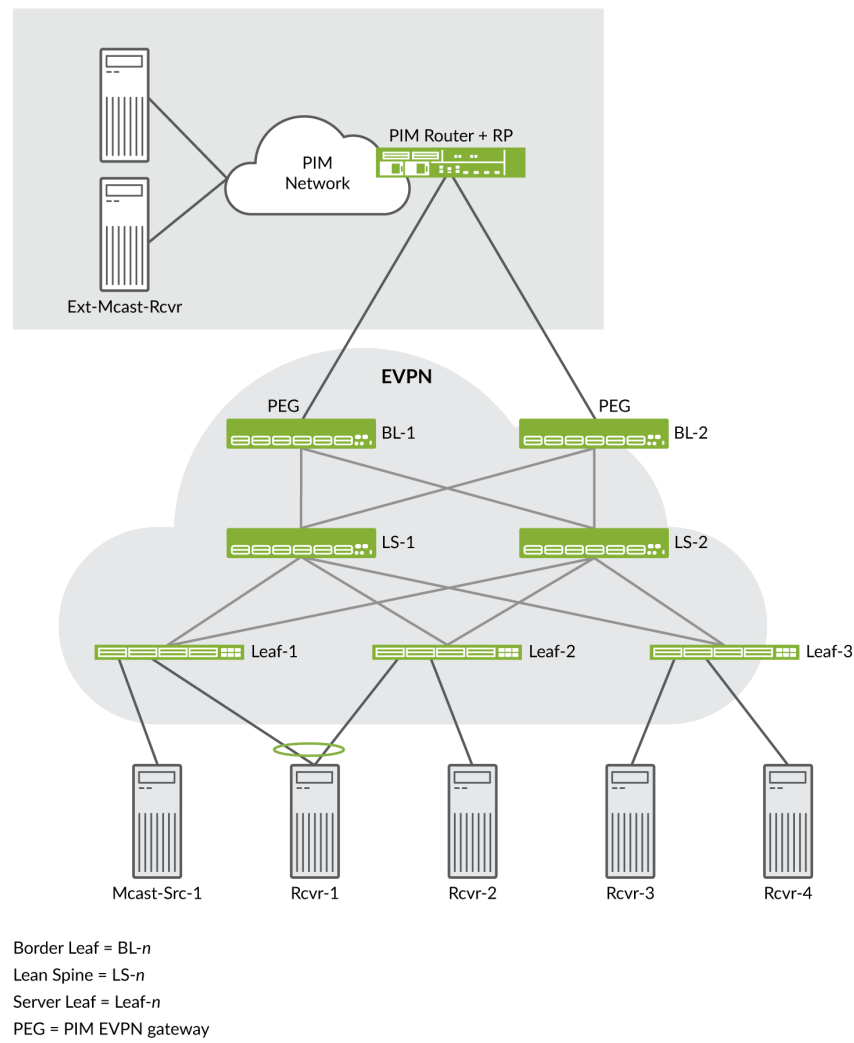 PIM Router + RP
PIM
Network
Ext-Mcast-Rcvr
EVPN
PEG
PEG
BL-1
BL-2
LS-1
LS-2
Leaf-1
Leaf-2
Leaf-3
Mcast-Src-1
Rcvr-1
Rcvr-2
Rcvr-3
Rcvr-4
Border Leaf = BL-n
Lean Spine = LS-n
Server Leaf = Leaf-n
PEG = PIM EVPN gateway